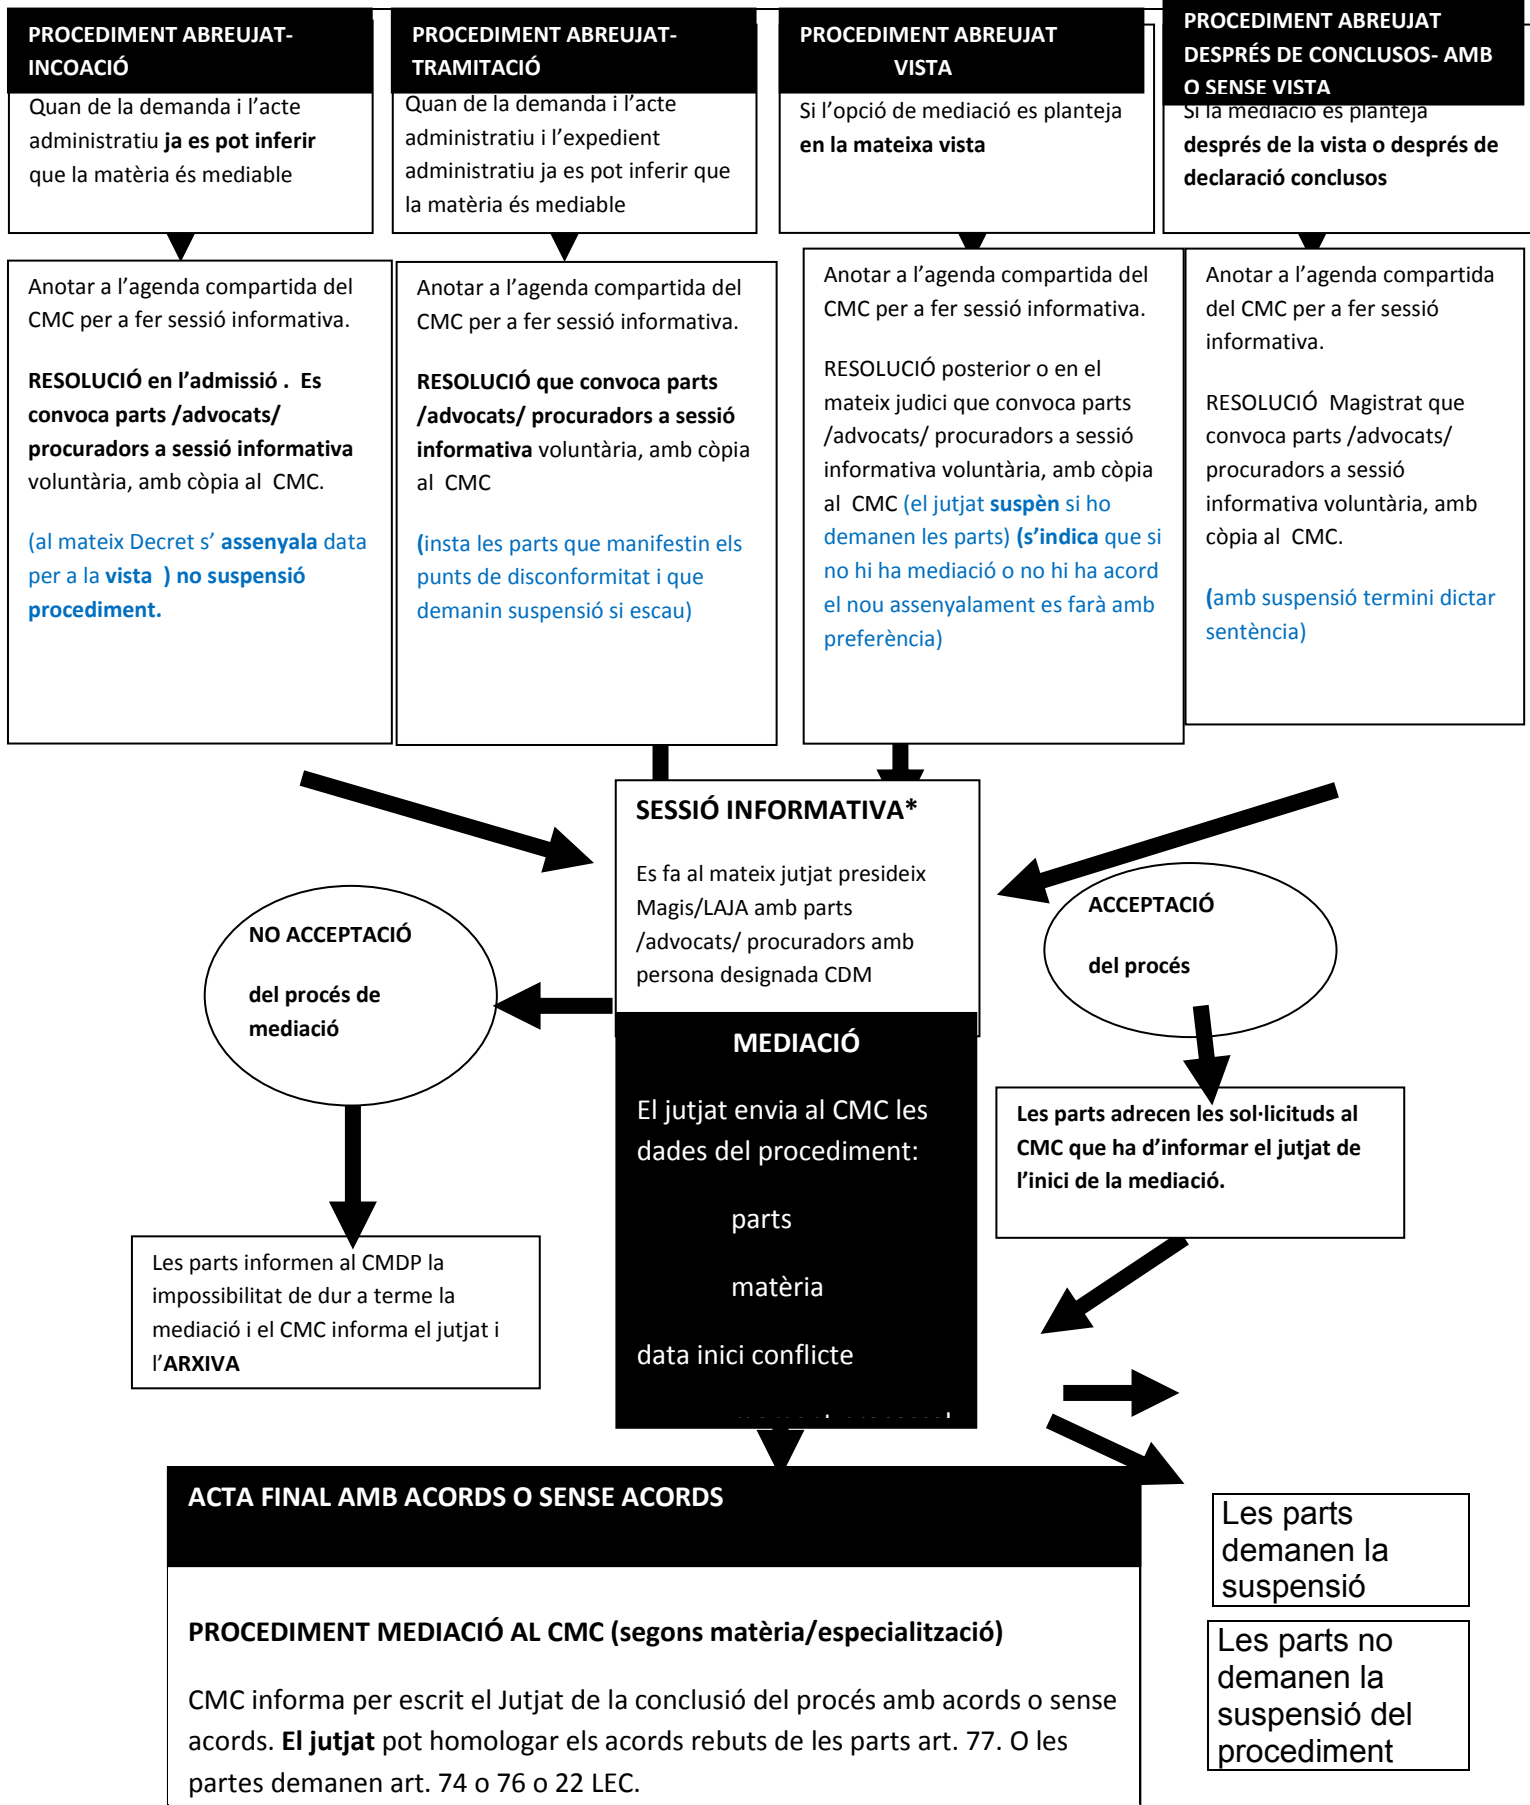 PROCEDIMENT ABREUJAT-
INCOACIÓ
Quan de la demanda i l’acte
administratiu ja es pot inferir
que la matèria és mediable
PROCEDIMENT ABREUJAT-
TRAMITACIÓ
Quan de la demanda i l’acte
administratiu i l’expedient
administratiu ja es pot inferir que
la matèria és mediable
PROCEDIMENT ABREUJAT
VISTA
Si l’opció de mediació es planteja
en la mateixa vista
PROCEDIMENT ABREUJAT
DESPRÉS DE CONCLUSOS- AMB
O SENSE VISTA
Si la mediació es planteja
després de la vista o després de
declaració conclusos
Anotar a l’agenda compartida del
CMC per a fer sessió informativa.
RESOLUCIÓ en l’admissió . Es
convoca parts /advocats/
procuradors a sessió informativa
voluntària, amb còpia al CMC.
(al mateix Decret s’ assenyala data
per a la vista ) no suspensió
procediment.
Anotar a l’agenda compartida del
CMC per a fer sessió informativa.
RESOLUCIÓ que convoca parts
/advocats/ procuradors a sessió
informativa voluntària, amb còpia
al CMC
(insta les parts que manifestin els
punts de disconformitat i que
demanin suspensió si escau)
Anotar a l’agenda compartida del
CMC per a fer sessió informativa.
RESOLUCIÓ posterior o en el
mateix judici que convoca parts
/advocats/ procuradors a sessió
informativa voluntària, amb còpia
al CMC (el jutjat suspèn si ho
demanen les parts) (s’indica que si
no hi ha mediació o no hi ha acord
el nou assenyalament es farà amb
preferència)
Anotar a l’agenda compartida
del CMC per a fer sessió
informativa.
RESOLUCIÓ Magistrat que
convoca parts /advocats/
procuradors a sessió
informativa voluntària, amb
còpia al CMC.
(amb suspensió termini dictar
sentència)
SESSIÓ INFORMATIVA*
Es fa al mateix jutjat presideix
Magis/LAJA amb parts
/advocats/ procuradors amb
persona designada CDM
NO ACCEPTACIÓ
del procés de
mediació
ACCEPTACIÓ
del procés
MEDIACIÓ
El jutjat envia al CMC les
dades del procediment:
parts
matèria
data inici conflicte
Les parts adrecen les sol·licituds al
CMC que ha d’informar el jutjat de
l’inici de la mediació.
Les parts informen al CMDP la
impossibilitat de dur a terme la
mediació i el CMC informa el jutjat i
l’ARXIVA
ACTA FINAL AMB ACORDS O SENSE ACORDS
PROCEDIMENT MEDIACIÓ AL CMC (segons matèria/especialització)
CMC informa per escrit el Jutjat de la conclusió del procés amb acords o sense
acords. El jutjat pot homologar els acords rebuts de les parts art. 77. O les
partes demanen art. 74 o 76 o 22 LEC.
Les parts
demanen la
suspensió
Les parts no
demanen la
suspensió del
procediment